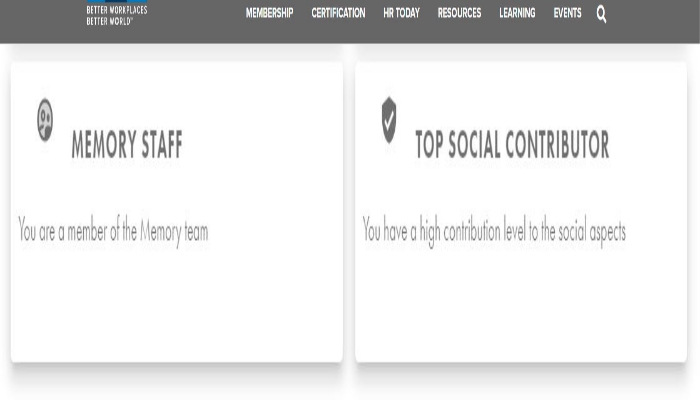 BETTER WORKPLACES
BETTER WORLD™
MEMBERSHIP CERTIFICATION HR TODAY RESOURCES LEARNING EVENTS
MEMORY STAFF
You are a member of the Memory team
TOP SOCIAL CONTRIBUTOR
You have a high contribution level to the social aspects